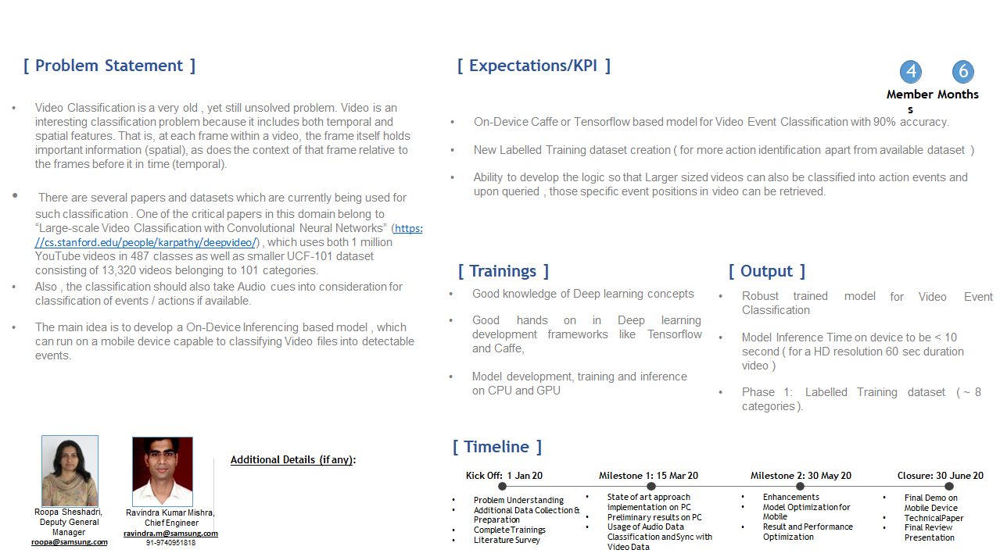 [ Problem Statement ]
• Video Classification is a very old , yet still unsolved problem. Video is an
interesting classification problem because it includes both temporal and
spatial features. That is, at each frame within a video, the frame itself holds
important information (spatial), as does the context of that frame relative to
the frames before it in time (temporal).
• There are several papers and datasets which are currently being used for
such classification . One of the critical papers in this domain belong to
“Large-scale Video Classification with Convolutional Neural Networks” (https:
//cs.stanford.edu/people/karpathy/deepvideo/) , which uses both 1 million
YouTube videos in 487 classes as well as smaller UCF-101 dataset
consisting of 13,320 videos belonging to 101 categories.
• Also , the classification should also take Audio cues into consideration for
classification of events / actions if available.
• The main idea is to develop a On-Device Inferencing based model , which
can run on a mobile device capable to classifying Video files into detectable
events.
Roopa Sheshadri,
Deputy General
Manager
roopa@samsung.com
Ravindra Kumar Mishra,
Chief Engineer
ravindra.m@samsung.com
91-9740951818
Additional Details (if any):
[ Expectations/KPI ]
4
Member
s
6
Months
• On-Device Caffe or Tensorflow based model for Video Event Classification with 90% accuracy.
• New Labelled Training dataset creation ( for more action identification apart from available dataset )
• Ability to develop the logic so that Larger sized videos can also be classified into action events and
upon queried , those specific event positions in video can be retrieved.
[ Trainings ]
• Good knowledge of Deep learning concepts
• Good hands on in Deep learning
development frameworks like Tensorflow
and Caffe,
• Model development, training and inference
on CPU and GPU
[ Output ]
• Robust trained model for Video Event
Classification
• Model Inference Time on device to be < 10
second ( for a HD resolution 60 sec duration
video )
• Phase 1: Labelled Training dataset ( ~ 8
categories ).
[ Timeline ]
Kick Off: 1 Jan 20
• Problem Understanding
• Additional Data Collection &
Preparation
• Complete Trainings
• Literature Survey
Milestone 1: 15 Mar 20
• State of art approach
implementation on PC
• Preliminary results on PC
• Usage of Audio Data
Classification and Sync with
Video Data
Milestone 2: 30 May 20
• Enhancements
• Model Optimization for
Mobile
• Result and Performance
Optimization
Closure: 30 June 20
• Final Demo on
Mobile Device
• Technical Paper
• Final Review
Presentation